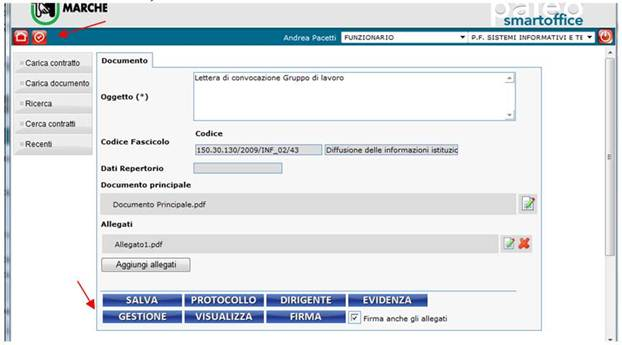 MARCHE
paleo
smartoffice
Andrea Pacetti FUNZIONARIO P.F. SISTEMI INFORMATIVI E TE
Carica contratto
Carica documento
Ricerca
Cerca contratti
Recenti
Documento
Oggetto (*)
Lettera di convocazione Gruppo di lavoro
Codice
Codice Fascicolo
150.30.130/2009/INF_02/43 Diffusione delle informazioni istituzic
Dati Repertorio
Documento principale
Documento Principale.pdf
Allegati
Allegato1.pdf
Aggiungi allegati
SALVA PROTOCOLLO DIRIGENTE EVIDENZA
GESTIONE VISUALIZZA FIRMA Firma anche gli allegati